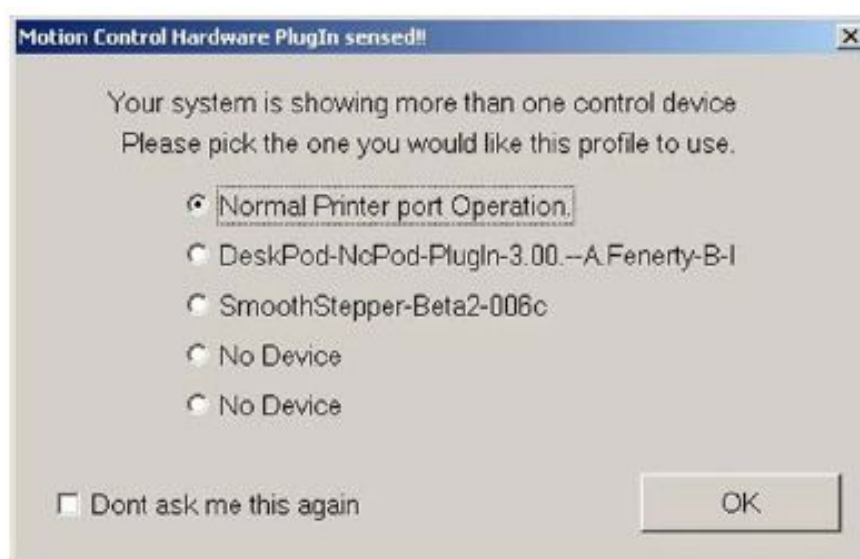 Motion Control Hardware PlugIn sensed!!
Your system is showing more than one control device
Please pick the one you would like this profile to use.
Normal Printer port Operation.
DeskPod-NcPod-PlugIn-3.00.--A.Fenerty-B-I
SmoothStepper-Beta2-006c
No Device
No Device
Dont ask me this again
OK